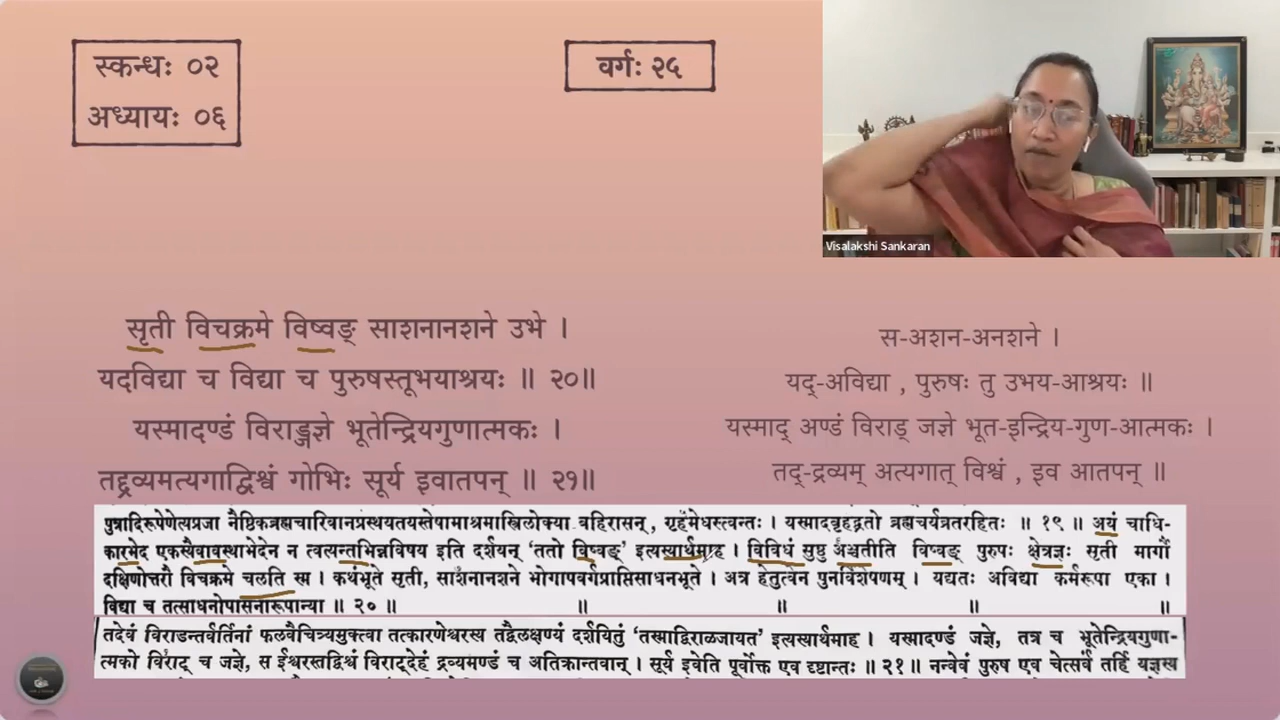 स्कन्धः ०२
अध्यायः ०६
वर्गः २५
Visalakshi Sankaran
सृती विचक्रमे विष्वङ् साशनानशने उभे ।
यदविद्या च विद्या च पुरुषस्तूभयाश्रयः ॥ २०॥
यस्मादण्डं विराड्जज्ञे भूतेन्द्रियगुणात्मकः ।
तद्द्रव्यमत्यगाद्विश्वं गोभिः सूर्य इवातपन् ॥ २१॥
स-अशन-अनशने ।
यद्-अविद्या , पुरुषः तु उभय-आश्रयः ॥
यस्माद् अण्डं विराड् जज्ञे भूत-इन्द्रिय-गुण-आत्मकः ।
तद्-द्रव्यम् अत्यगात् विश्वं , इव आतपन् ॥
पुत्रादिरूपेणेत्यप्रजा नैष्ठिकब्रह्मचारिवानप्रस्थयतयस्तेषामाश्रमास्त्रिलोक्या बहिरासन् , गृहमेधस्त्वन्तः । यस्मादबृहद्व्रतो ब्रह्मचर्यव्रतरहितः ॥ १९ ॥ अयं चाधि-
कारभेद एकस्यैवावस्थाभेदेन न त्वत्यन्तभिन्नविषय इति दर्शयन् ‘ततो विष्वङ्’ इत्यस्यार्थमाह । विविधं सुष्ठु अञ्चतीति विष्वङ् पुरुषः क्षेत्रज्ञः सृती मार्गौ
दक्षिणोत्तरौ विचक्रमे चलति स्म । कथंभूते सृती, साशनानशने भोगापवर्गप्राप्तिसाधनभूते । अत्र हेतुत्वेन पुनर्विशेषणम् । यद्यतः अविद्या कर्मरूपा एका ।
विद्या च तत्साधनोपासनारूपान्या ॥ २० ॥ ॥ ॥ ॥ ॥
तदेवं विराडन्तर्वर्तिनां फलवैचित्र्यमुक्त्वा तत्कारणेश्वरस्य तद्वैलक्षण्यं दर्शयितुं ‘तस्माद्विराळजायत’ इत्यस्यार्थमाह । यस्मादण्डं जज्ञे, तत्र च भूतेन्द्रियगुणा-
त्मको विराट् च जज्ञे, स ईश्वरस्तद्विश्वं विराट्देहं द्रव्यमण्डं च अतिक्रान्तवान् । सूर्य इवेति पूर्वोक्त एव दृष्टान्तः ॥ २१ ॥ नन्वेवं पुरुष एव चेत्सर्वं तर्हि यज्ञस्य